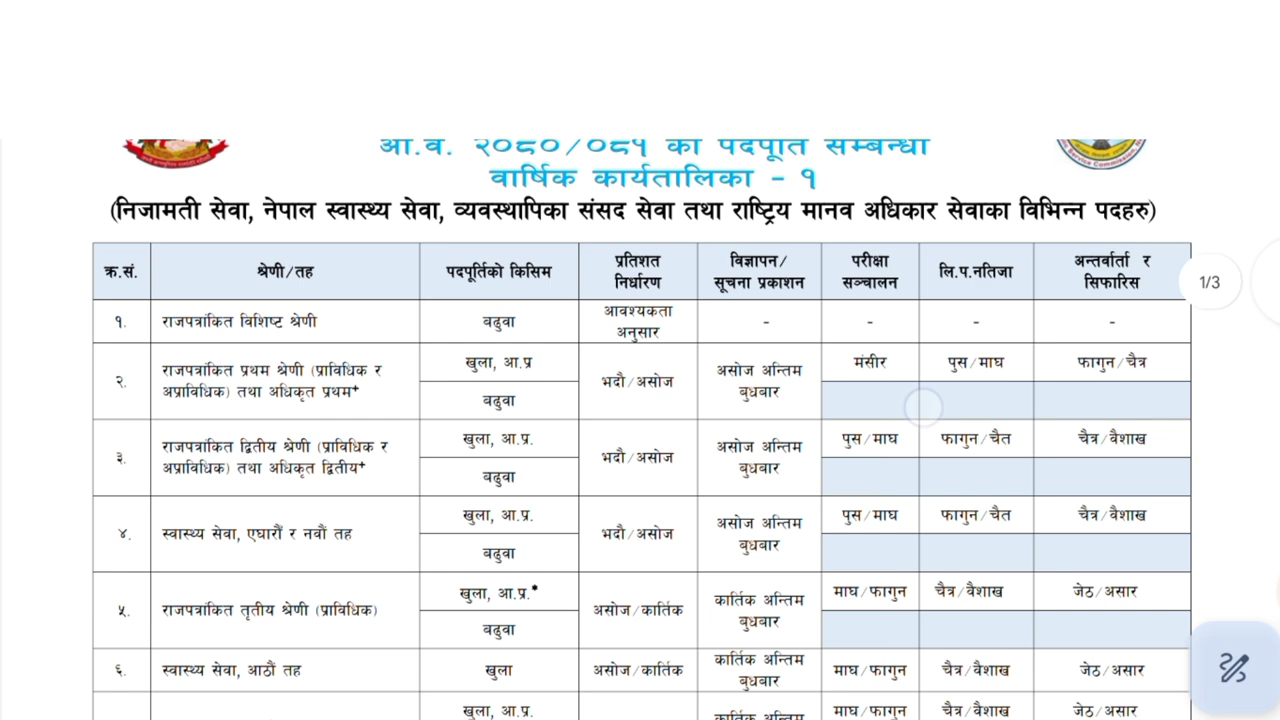 आ.व. २०८०/०८१ का पदपूर्ति सम्बन्धी
वार्षिक कार्यतालिका - १
(निजामती सेवा, नेपाल स्वास्थ्य सेवा, व्यवस्थापिका संसद सेवा तथा राष्ट्रिय मानव अधिकार सेवाका विभिन्न पदहरु)
क्र.सं. श्रेणी/तह पदपूर्तिको किसिम प्रतिशत निर्धारण विज्ञापन/ सूचना प्रकाशन परीक्षा सञ्चालन लि.प.नतिजा अन्तर्वार्ता र सिफारिस
1/3
१. राजपत्रांकित विशिष्ट श्रेणी बढुवा आवश्यकता अनुसार - - - -
२. राजपत्रांकित प्रथम श्रेणी (प्राविधिक र अप्राविधिक) तथा अधिकृत प्रथम+ खुला, आ.प्र भदौ/असोज असोज अन्तिम बुधबार मंसीर पुस/माघ फागुन/चैत्र
बढुवा
३. राजपत्रांकित द्वितीय श्रेणी (प्राविधिक र अप्राविधिक) तथा अधिकृत द्वितीय+ खुला, आ.प्र. भदौ/असोज असोज अन्तिम बुधबार पुस/माघ फागुन/चैत चैत्र/वैशाख
बढुवा
४. स्वास्थ्य सेवा, एघारौं र नवौं तह खुला, आ.प्र. भदौ/असोज असोज अन्तिम बुधबार पुस/माघ फागुन/चैत चैत्र/वैशाख
बढुवा
५. राजपत्रांकित तृतीय श्रेणी (प्राविधिक) खुला, आ.प्र.* असोज/कार्तिक कार्तिक अन्तिम बुधबार माघ/फागुन चैत्र/वैशाख जेठ/असार
बढुवा
६. स्वास्थ्य सेवा, आठौं तह खुला असोज/कार्तिक कार्तिक अन्तिम बुधबार माघ/फागुन चैत्र/वैशाख जेठ/असार
खुला, आ.प्र. कार्तिक अन्तिम माघ/फागुन चैत्र/वैशाख जेठ/असार